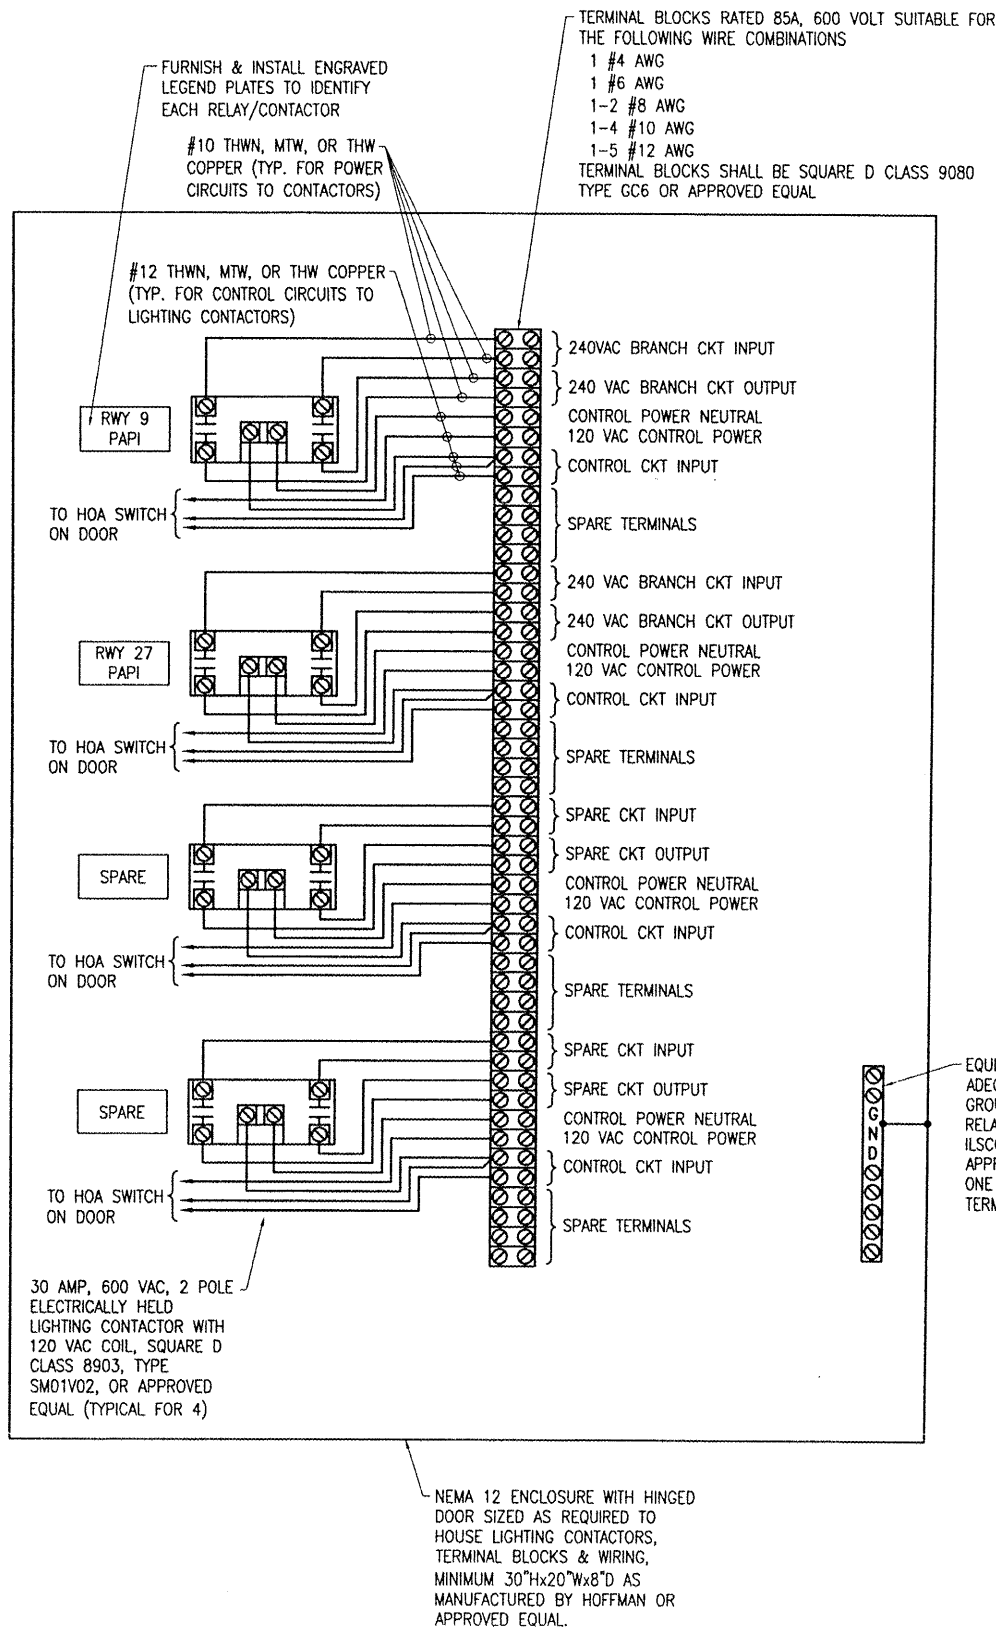 TERMINAL BLOCKS RATED 85A, 600 VOLT SUITABLE FOR
THE FOLLOWING WIRE COMBINATIONS
1 #4 AWG
1 #6 AWG
1-2 #8 AWG
1-4 #10 AWG
1-5 #12 AWG
TERMINAL BLOCKS SHALL BE SQUARE D CLASS 9080
TYPE GC6 OR APPROVED EQUAL
FURNISH & INSTALL ENGRAVED
LEGEND PLATES TO IDENTIFY
EACH RELAY/CONTACTOR
#10 THWN, MTW, OR THW
COPPER (TYP. FOR POWER
CIRCUITS TO CONTACTORS)
#12 THWN, MTW, OR THW COPPER
(TYP. FOR CONTROL CIRCUITS TO
LIGHTING CONTACTORS)
RWY 9
PAPI
TO HOA SWITCH
ON DOOR
240VAC BRANCH CKT INPUT
240 VAC BRANCH CKT OUTPUT
CONTROL POWER NEUTRAL
120 VAC CONTROL POWER
CONTROL CKT INPUT
SPARE TERMINALS
RWY 27
PAPI
TO HOA SWITCH
ON DOOR
240 VAC BRANCH CKT INPUT
240 VAC BRANCH CKT OUTPUT
CONTROL POWER NEUTRAL
120 VAC CONTROL POWER
CONTROL CKT INPUT
SPARE TERMINALS
SPARE
TO HOA SWITCH
ON DOOR
SPARE CKT INPUT
SPARE CKT OUTPUT
CONTROL POWER NEUTRAL
120 VAC CONTROL POWER
CONTROL CKT INPUT
SPARE TERMINALS
SPARE
TO HOA SWITCH
ON DOOR
SPARE CKT INPUT
SPARE CKT OUTPUT
CONTROL POWER NEUTRAL
120 VAC CONTROL POWER
CONTROL CKT INPUT
SPARE TERMINALS
GND
EQUI
ADEC
GROU
RELA
ILSCO
APPR
ONE
TERM
30 AMP, 600 VAC, 2 POLE
ELECTRICALLY HELD
LIGHTING CONTACTOR WITH
120 VAC COIL, SQUARE D
CLASS 8903, TYPE
SMO1V02, OR APPROVED
EQUAL (TYPICAL FOR 4)
NEMA 12 ENCLOSURE WITH HINGED
DOOR SIZED AS REQUIRED TO
HOUSE LIGHTING CONTACTORS,
TERMINAL BLOCKS & WIRING,
MINIMUM 30"Hx20"Wx8"D AS
MANUFACTURED BY HOFFMAN OR
APPROVED EQUAL.